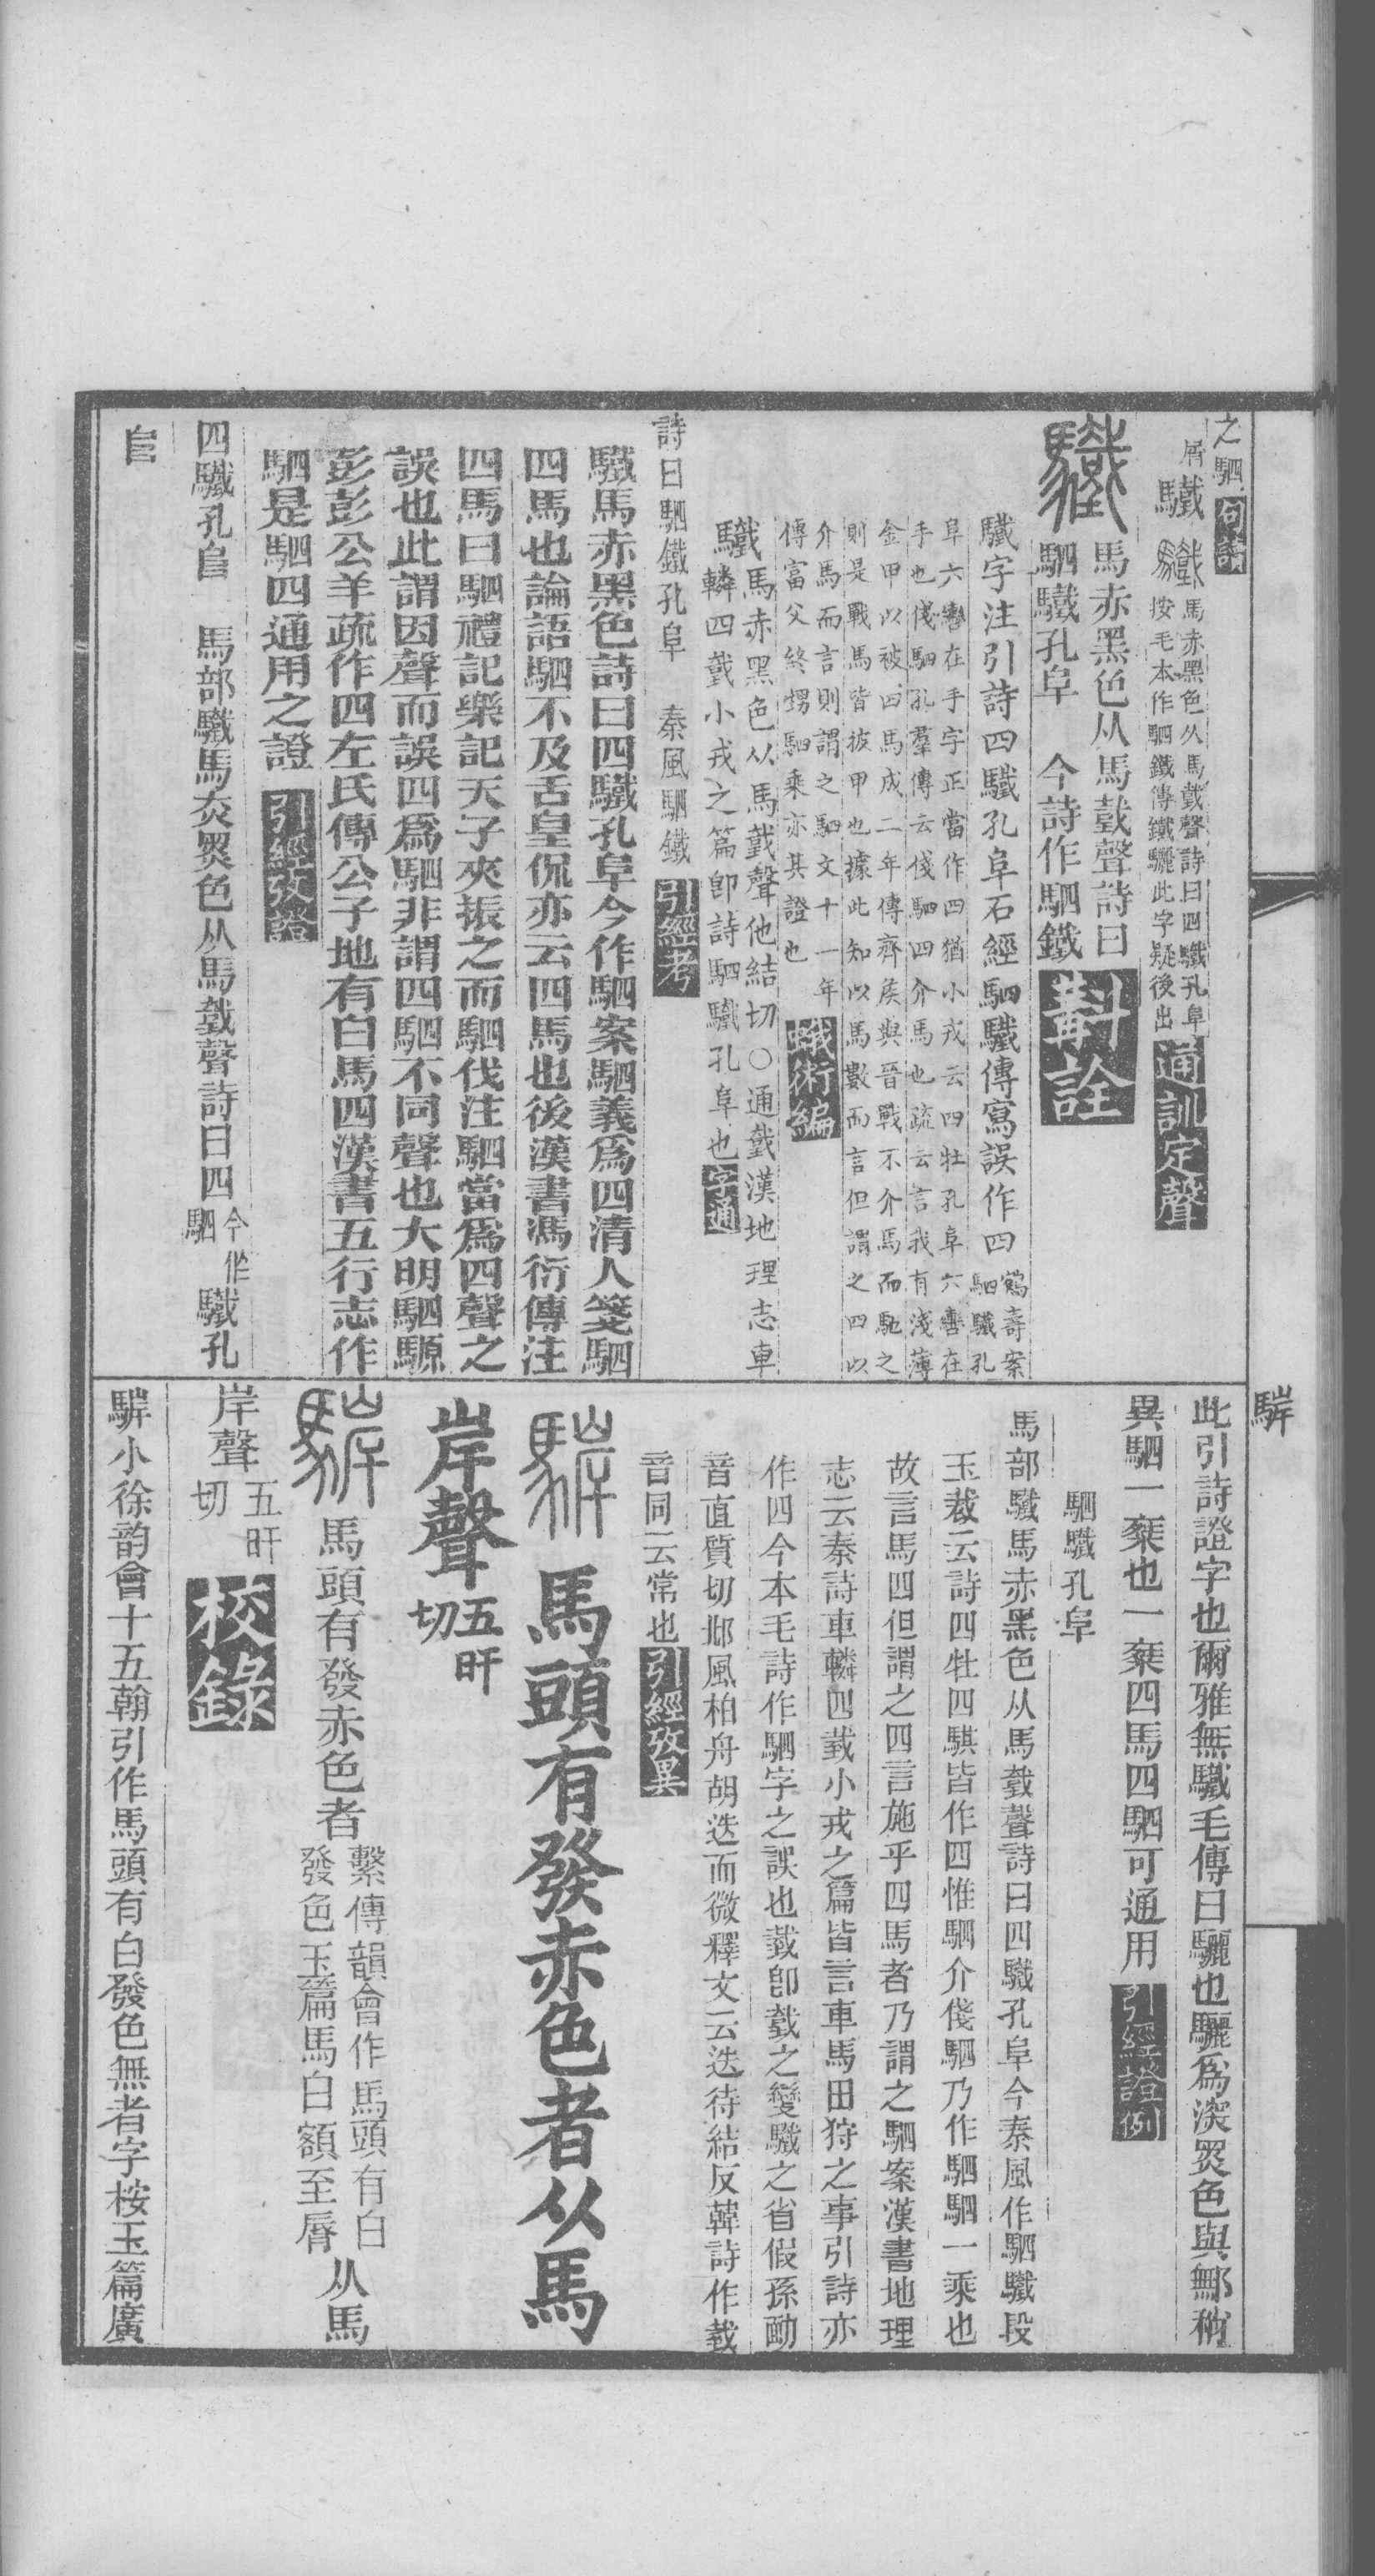 之駟 句讀
屑 驖 驖 馬赤黑色从馬𢧜聲詩曰四驖孔阜
按毛本作駟鐵傳鐵驪此字疑後出 通訓定聲
驖 馬赤黑色从馬𢧜聲詩曰
駟驖孔阜 今詩作駟鐵 斠詮
驖字注引詩四驖孔阜石經駟驖傳寫誤作四 鶴壽案
駟驖孔
阜六轡在手字正當作四猶小戎云四牡孔阜六轡在
手也俴駟孔羣傳云俴駟四介馬也疏云言我有淺薄
金甲以被四馬成二年傳齊矦與晉戰不介馬而馳之
則是戰馬皆披甲也據此知以馬數而言但謂之四以
介馬而言則謂之駟文十一年
傳富父終甥駟乘亦其證也 蛾術編
驖 馬赤黑色从馬𢧜聲他結切○通𢧜漢地理志車
轔四𢧜小戎之篇卽詩駟驖孔阜也 字通
詩曰駟鐵孔阜 秦風駟鐵 引經考
驖馬赤黑色詩曰四驖孔阜今作駟案駟義爲四清人箋駟
四馬也論語駟不及舌皇侃亦云四馬也後漢書馮衍傳注
四馬曰駟禮記樂記天子夾振之而駟伐注駟當爲四聲之
誤也此謂因聲而誤四爲駟非謂四駟不同聲也大明駟騵
彭彭公羊疏作四左氏傳公子地有白馬四漢書五行志作
駟是駟四通用之證 引經文證
四驖孔𨸏 馬部驖馬赤黑色从馬𢧜聲詩曰四 今作
駟 驖孔
𨸏
騂
此引詩證字也爾雅無驖毛傳曰驪也驪爲深黑色與鄦稍
異駟一椉也一椉四馬四駟可通用 引經證例
駟驖孔阜
馬部驖馬赤黑色从馬𢧜聲詩曰四驖孔阜今秦風作駟驖段
玉裁云詩四牡四騏皆作四惟駟介俴駟乃作駟駟一乘也
故言馬四但謂之四言施乎四馬者乃謂之駟案漢書地理
志云秦詩車轔四𢧜小戎之篇皆言車馬田狩之事引詩亦
作四今本毛詩作駟字之誤也𢧜卽𢧜之變驖之省假孫愐
音直質切邶風柏舟胡迭而微釋文云迭待結反韓詩作𢧜
音同云常也 引經攷異
馬頭有發赤色者从馬
岸聲 五旰
切
馬頭有發赤色者 繫傳韻會作馬頭有白
發色玉篇馬白額至脣 从馬
岸聲 五旰
切 校錄
小徐韵會十五翰引作馬頭有白發色無者字桉玉篇廣